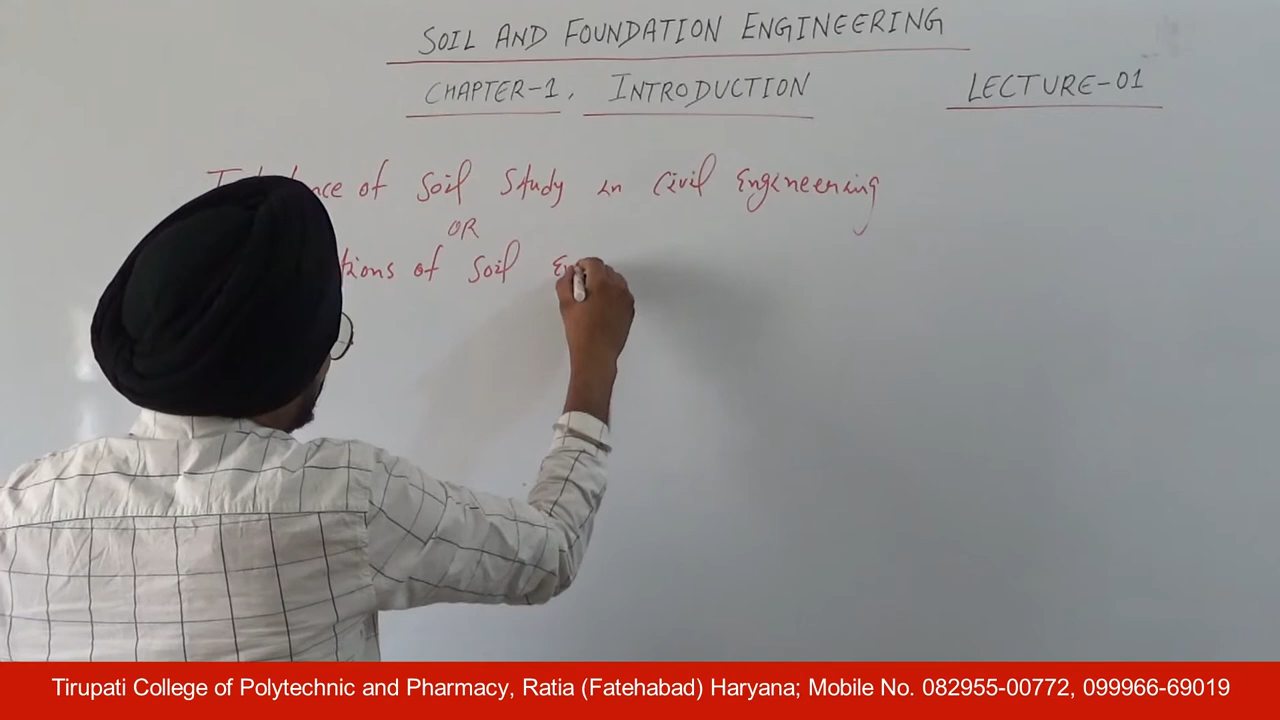 SOIL AND FOUNDATION ENGINEERING
CHAPTER-1, INTRODUCTION LECTURE-01
of Soil Study in Civil Engineering
OR
of Soil
Tirupati College of Polytechnic and Pharmacy, Ratia (Fatehabad) Haryana; Mobile No. 082955-00772, 099966-69019